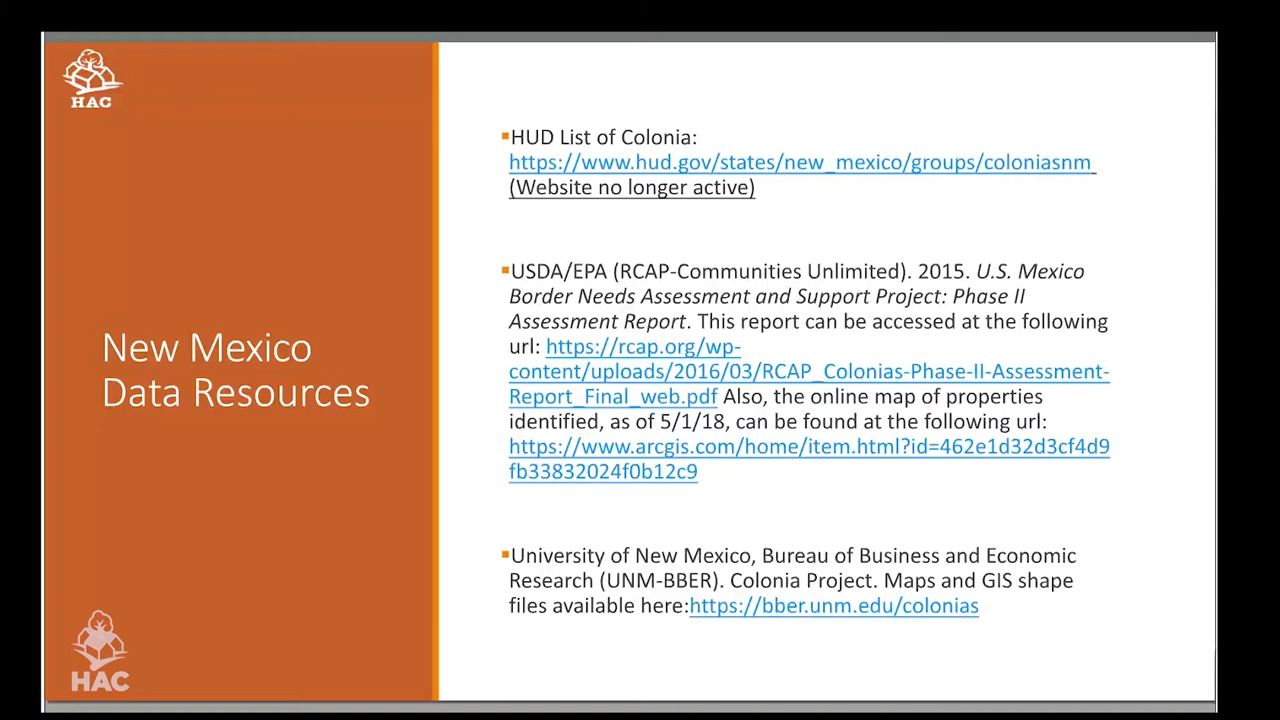 HAC
New Mexico
Data Resources
▪HUD List of Colonia:
https://www.hud.gov/states/new_mexico/groups/coloniasnm
(Website no longer active)
▪USDA/EPA (RCAP-Communities Unlimited). 2015. U.S. Mexico
Border Needs Assessment and Support Project: Phase II
Assessment Report. This report can be accessed at the following
url: https://rcap.org/wp-
content/uploads/2016/03/RCAP_Colonias-Phase-II-Assessment-
Report_Final_web.pdf Also, the online map of properties
identified, as of 5/1/18, can be found at the following url:
https://www.arcgis.com/home/item.html?id=462e1d32d3cf4d9
fb33832024f0b12c9
▪University of New Mexico, Bureau of Business and Economic
Research (UNM-BBER). Colonia Project. Maps and GIS shape
files available here:https://bber.unm.edu/colonias
HAC